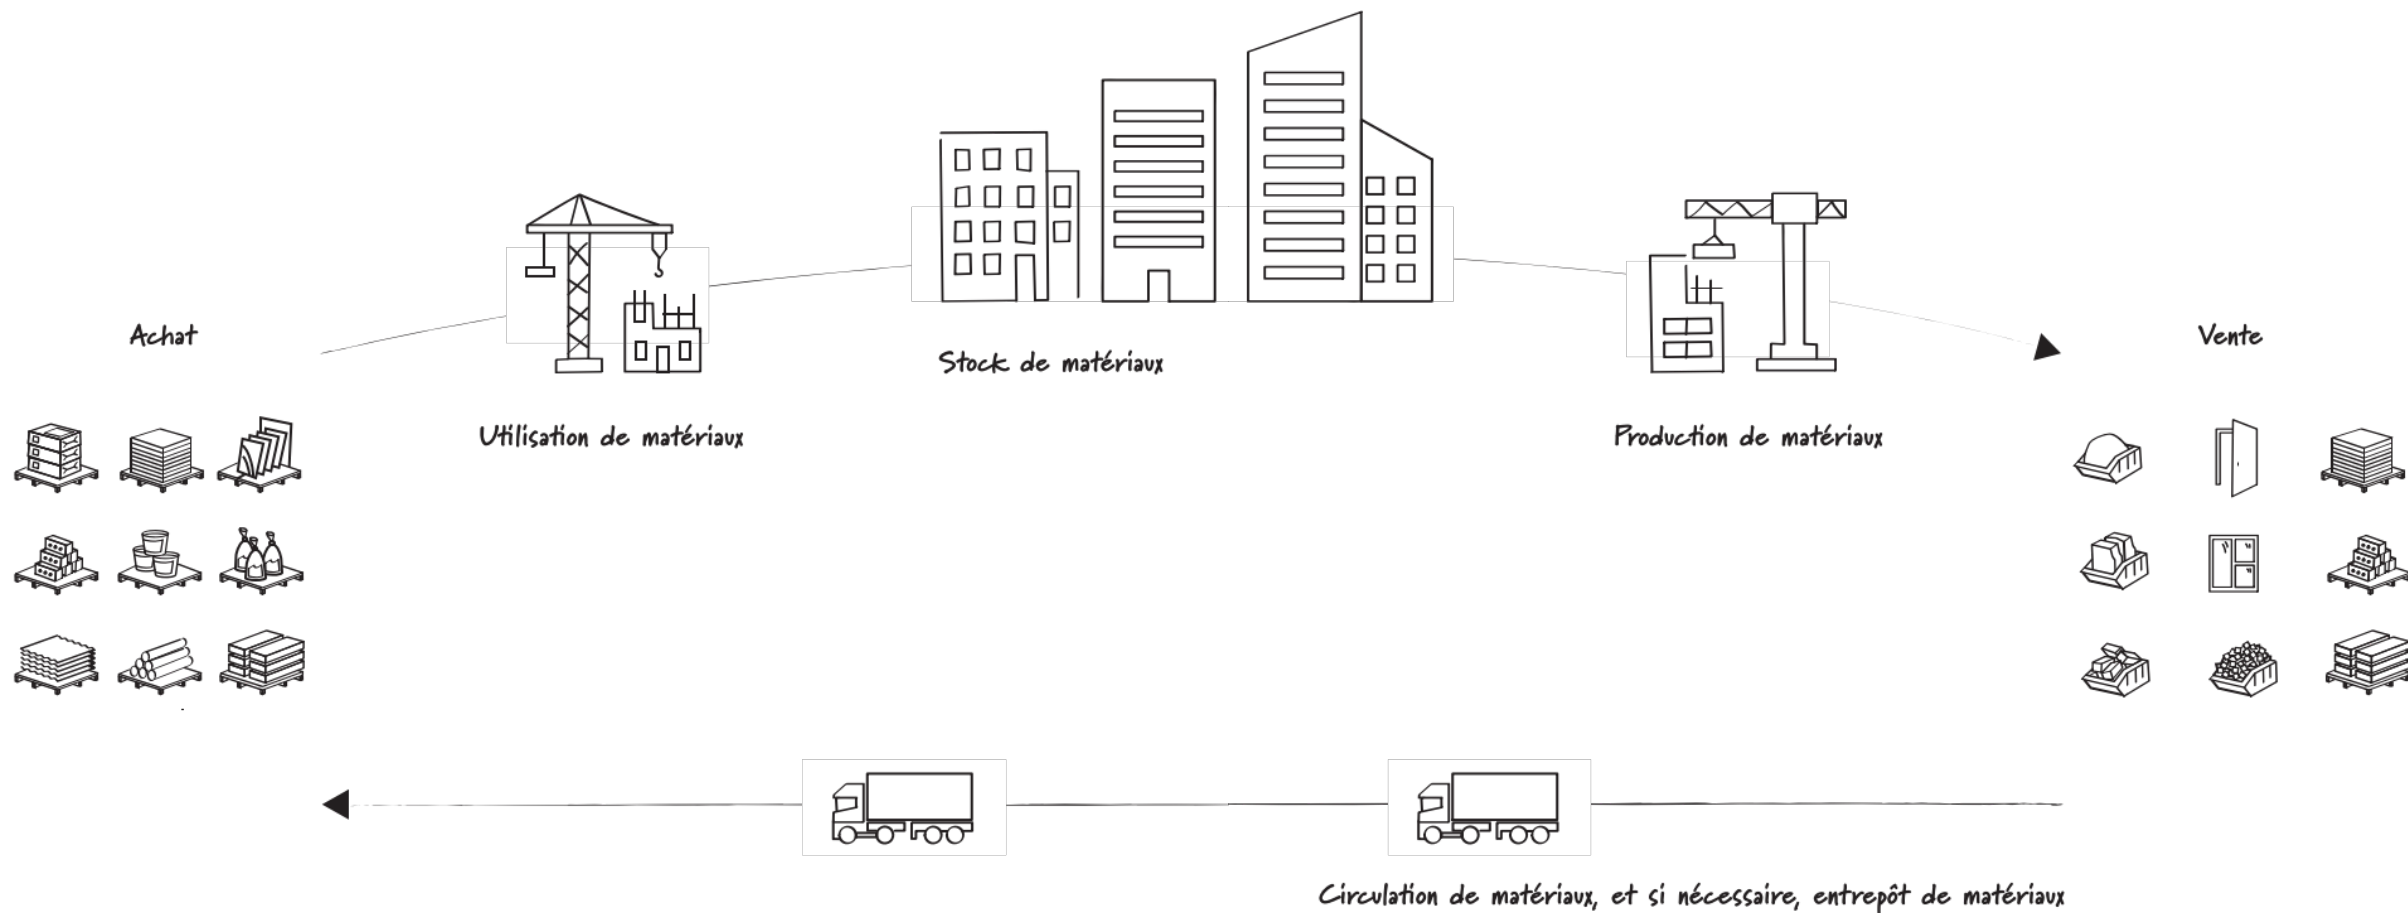 Achat
Utilisation de matériaux
Stock de matériaux
Production de matériaux
Vente
Circulation de matériaux, et si nécessaire, entrepôt de matériaux